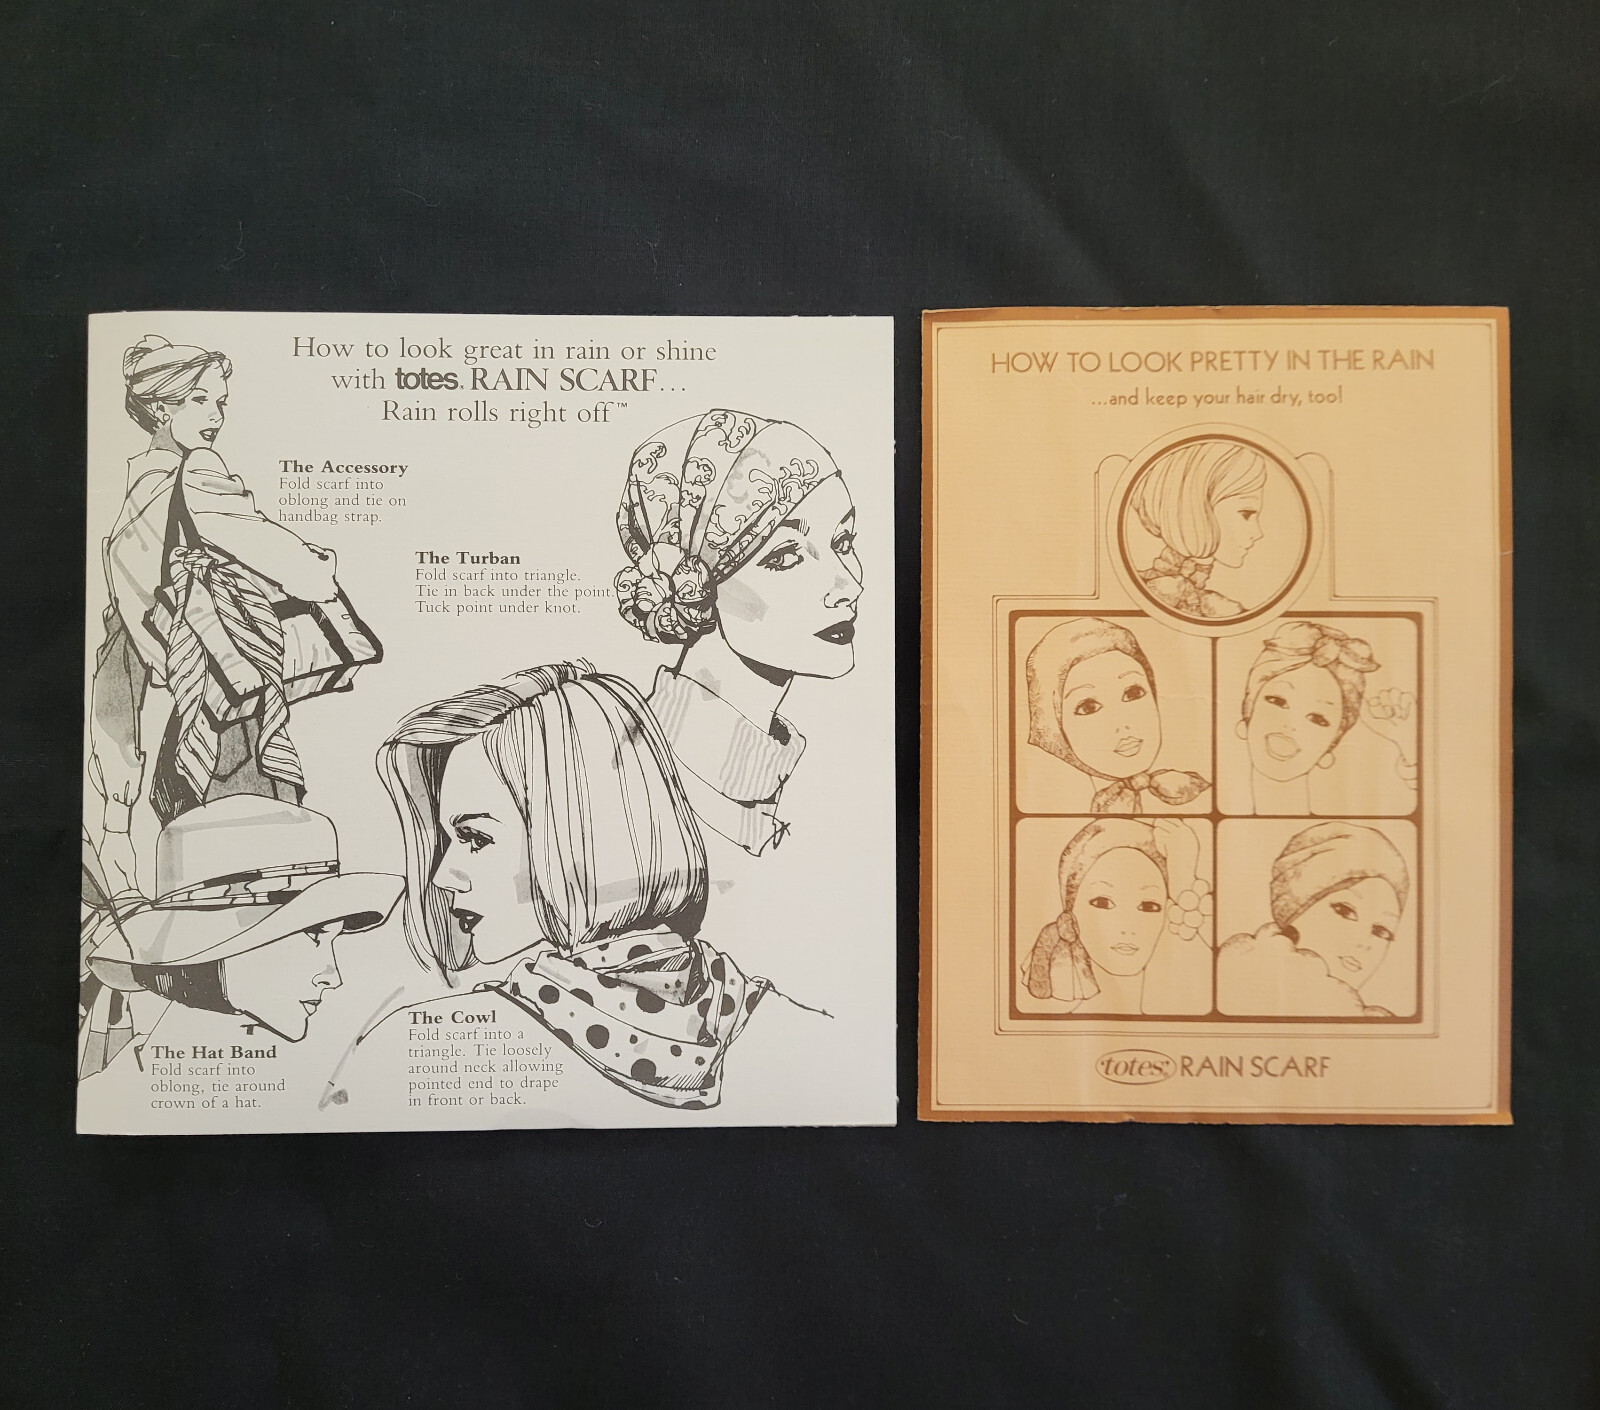 How to look great in rain or shine
with totes. RAIN SCARF...
Rain rolls right off™
The Accessory
Fold scarf into
oblong and tie on
handbag strap.
The Turban
Fold scarf into triangle.
Tie in back under the point.
Tuck point under knot.
The Cowl
Fold scarf into a
triangle. Tie loosely
around neck allowing
pointed end to drape
in front or back.
The Hat Band
Fold scarf into
oblong, tie around
crown of a hat.
HOW TO LOOK PRETTY IN THE RAIN
...and keep your hair dry, too!
totes RAIN SCARF